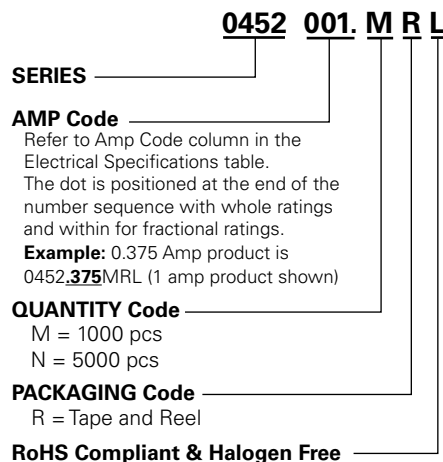 0452 001. M R L
SERIES
AMP Code
Refer to Amp Code column in the
Electrical Specifications table.
The dot is positioned at the end of the
number sequence with whole ratings
and within for fractional ratings.
Example: 0.375 Amp product is
0452.375MRL (1 amp product shown)
QUANTITY Code
M = 1000 pcs
N = 5000 pcs
PACKAGING Code
R = Tape and Reel
RoHS Compliant & Halogen Free